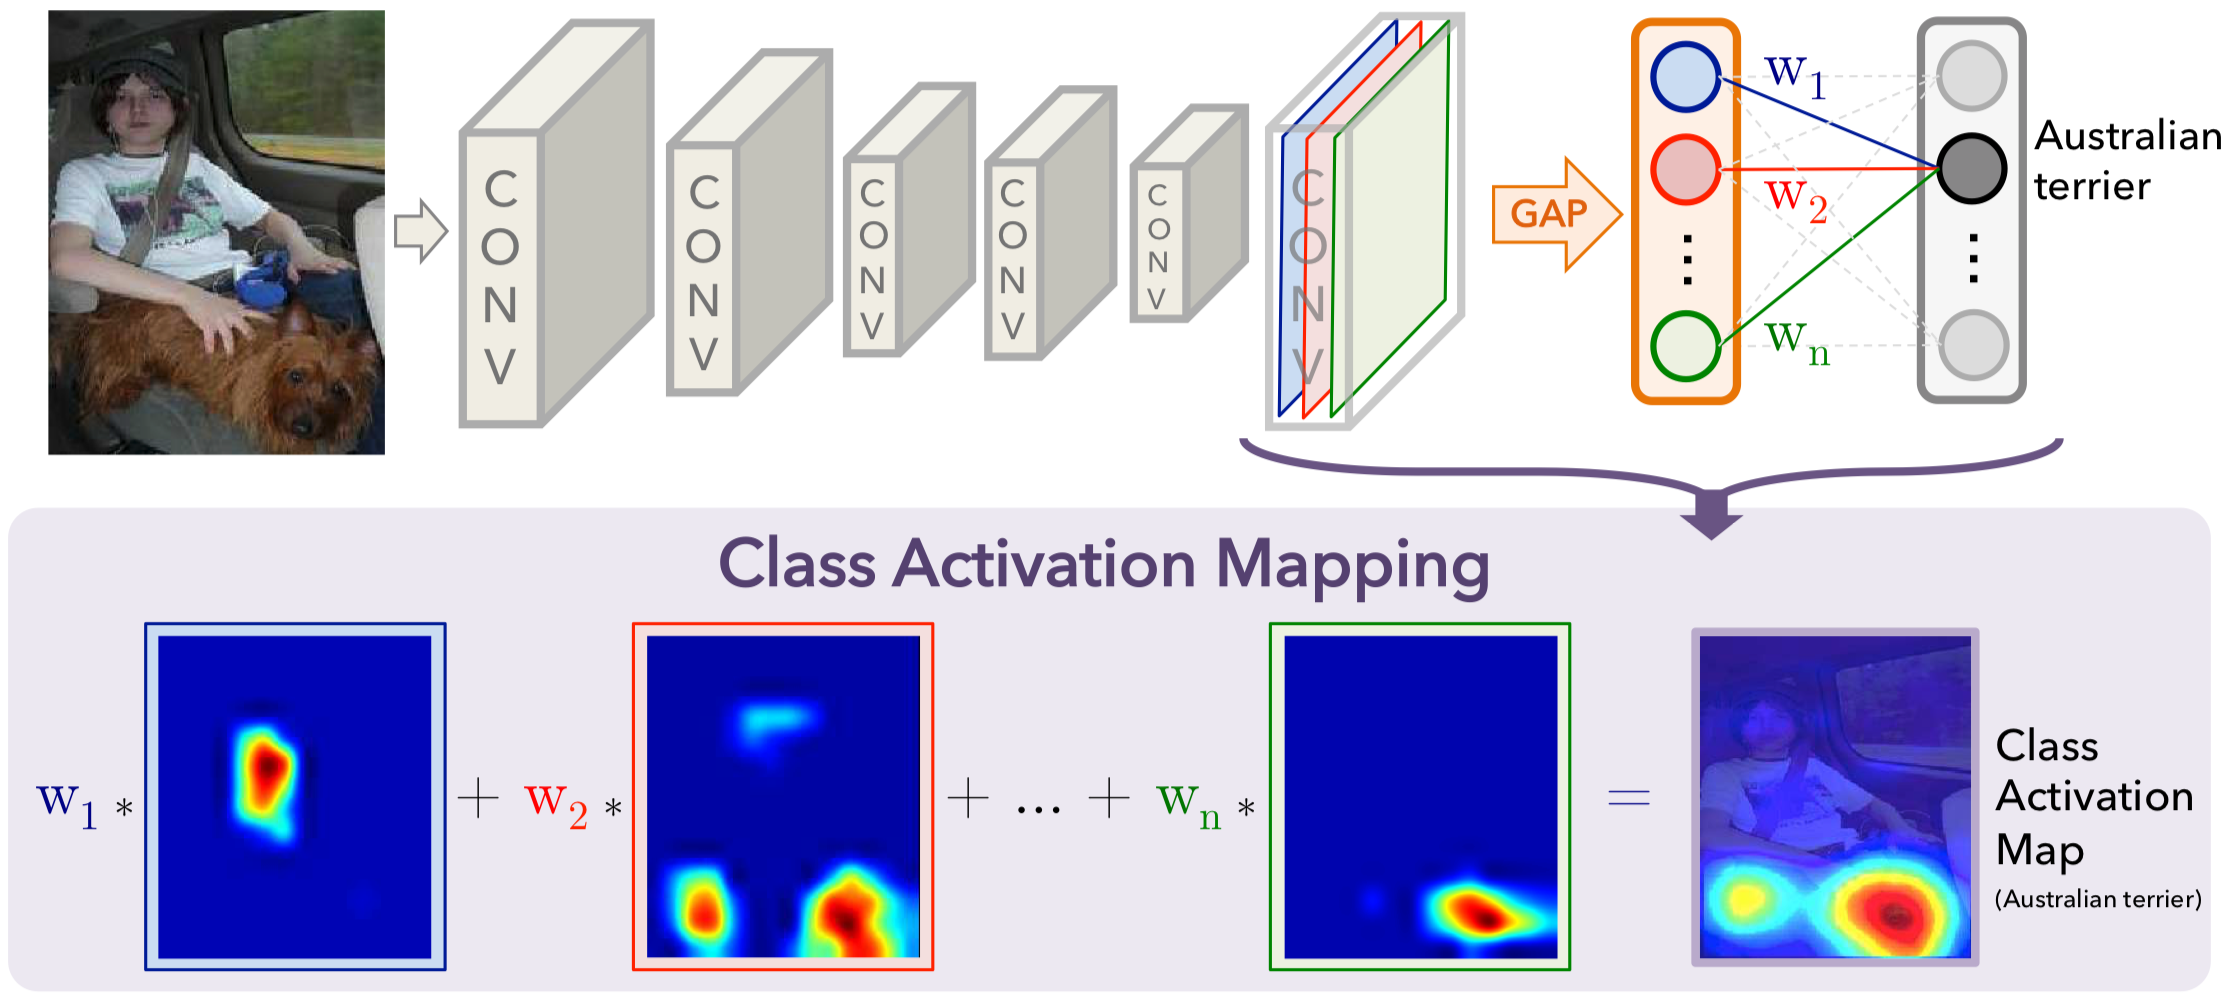 CONV
CONV
CONV
CONV
CONV
CONV
GAP
w1
w2
wn
Australian
terrier
Class Activation Mapping
w1 * + w2 * + ... + wn * =
Class
Activation
Map
(Australian terrier)